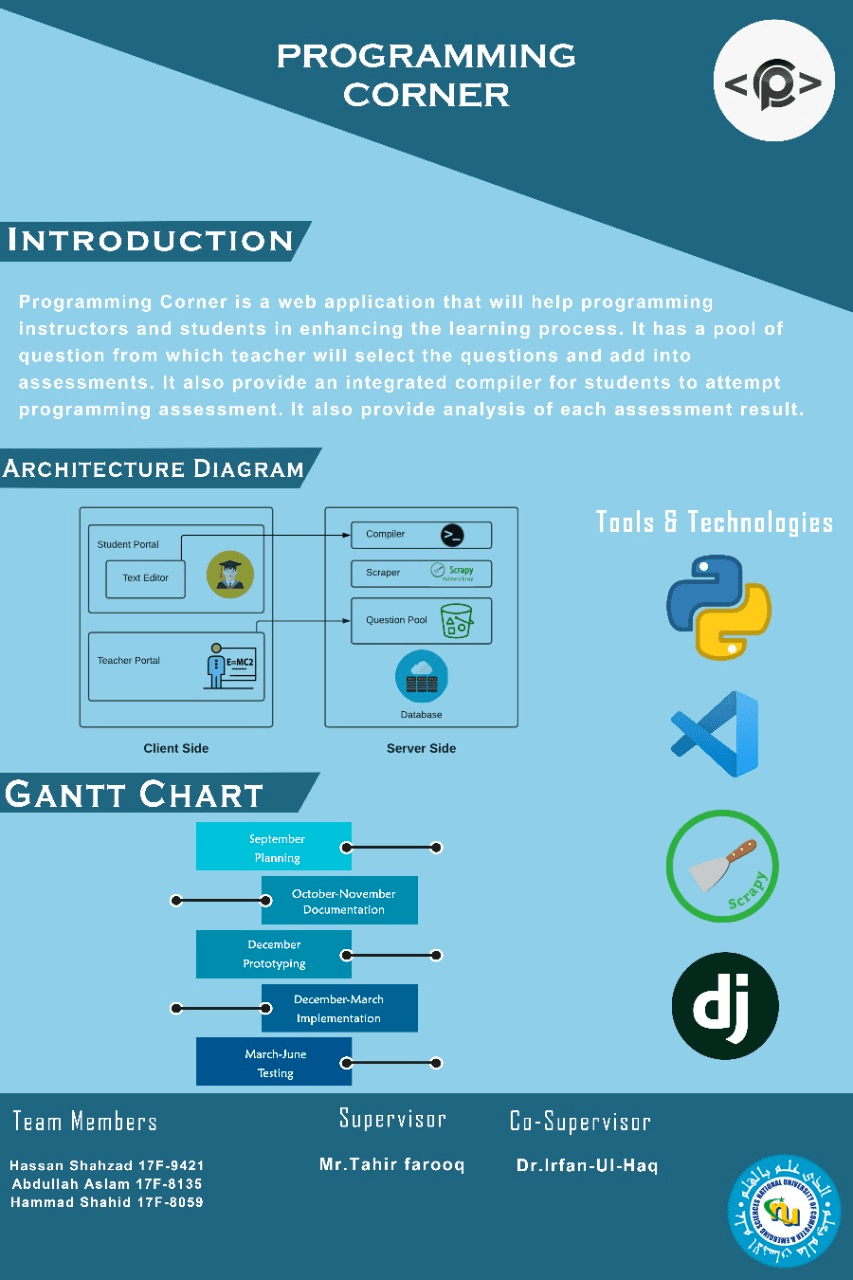 PROGRAMMING
CORNER
<PC>
INTRODUCTION
Programming Corner is a web application that will help programming
instructors and students in enhancing the learning process. It has a pool of
question from which teacher will select the questions and add into
assessments. It also provide an integrated compiler for students to attempt
programming assessment. It also provide analysis of each assessment result.
ARCHITECTURE DIAGRAM
Student Portal
Text Editor
Teacher Portal
E=MC2
Client Side
Compiler
>_
Scraper
Scrapy
Question Pool
Database
Server Side
Tools & Technologies
Scrapy
dj
GANTT CHART
September
Planning
October-November
Documentation
December
Prototyping
December-March
Implementation
March-June
Testing
Team Members
Hassan Shahzad 17F-9421
Abdullah Aslam 17F-8135
Hammad Shahid 17F-8059
Supervisor
Mr.Tahir farooq
Co-Supervisor
Dr.Irfan-Ul-Haq
NATIONAL UNIVERSITY
OF COMPUTER & EMERGING SCIENCES
nu